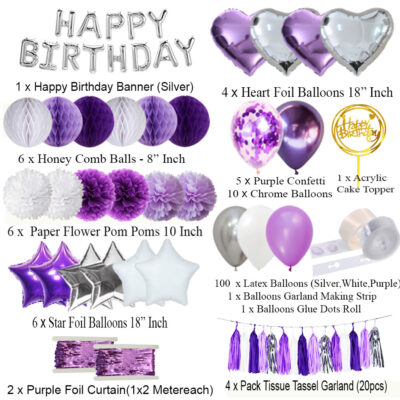 HAPPY
BIRTHDAY
1 x Happy Birthday Banner (Silver)
4 x Heart Foil Balloons 18” Inch
6 x Honey Comb Balls - 8” Inch
5 x Purple Confetti
10 x Chrome Balloons
Happy
Birthday
1 x Acrylic
Cake Topper
6 x Paper Flower Pom Poms 10 Inch
100 x Latex Balloons (Silver,White,Purple)
1 x Balloons Garland Making Strip
1 x Balloons Glue Dots Roll
6 x Star Foil Balloons 18” Inch
2 x Purple Foil Curtain(1x2 Metereach)
4 x Pack Tissue Tassel Garland (20pcs)